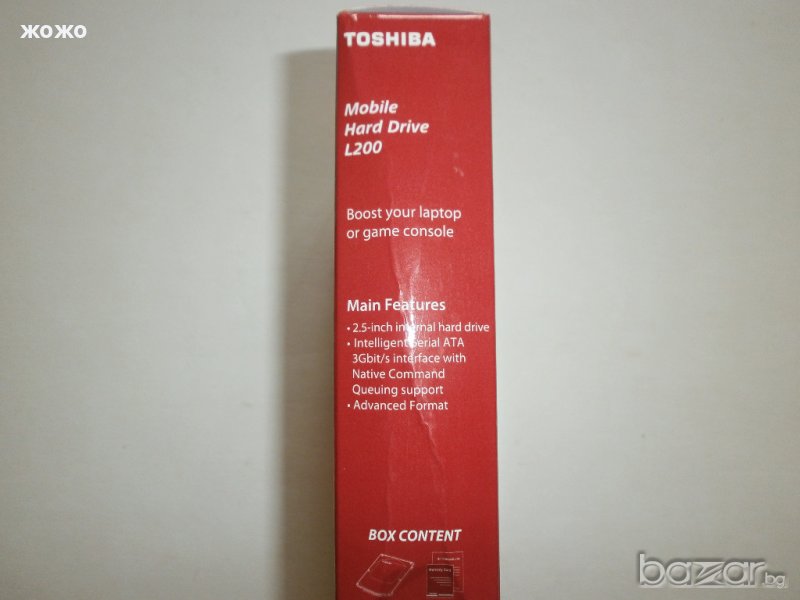 жожо
TOSHIBA
Mobile
Hard Drive
L200
Boost your laptop
or game console
Main Features
• 2.5-inch internal hard drive
• Intelligent Serial ATA
3Gbit/s interface with
Native Command
Queuing support
• Advanced Format
BOX CONTENT
bazar.bg